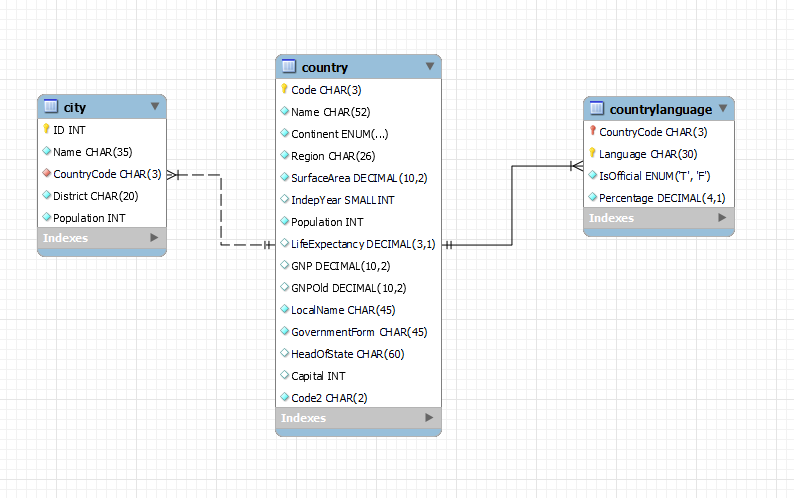 city
ID INT
Name CHAR(35)
CountryCode CHAR(3)
District CHAR(20)
Population INT
Indexes
country
Code CHAR(3)
Name CHAR(52)
Continent ENUM(...)
Region CHAR(26)
SurfaceArea DECIMAL(10,2)
IndepYear SMALLINT
Population INT
LifeExpectancy DECIMAL(3,1)
GNP DECIMAL(10,2)
GNPOld DECIMAL(10,2)
LocalName CHAR(45)
GovernmentForm CHAR(45)
HeadOfState CHAR(60)
Capital INT
Code2 CHAR(2)
Indexes
countrylanguage
CountryCode CHAR(3)
Language CHAR(30)
IsOfficial ENUM('T', 'F')
Percentage DECIMAL(4,1)
Indexes